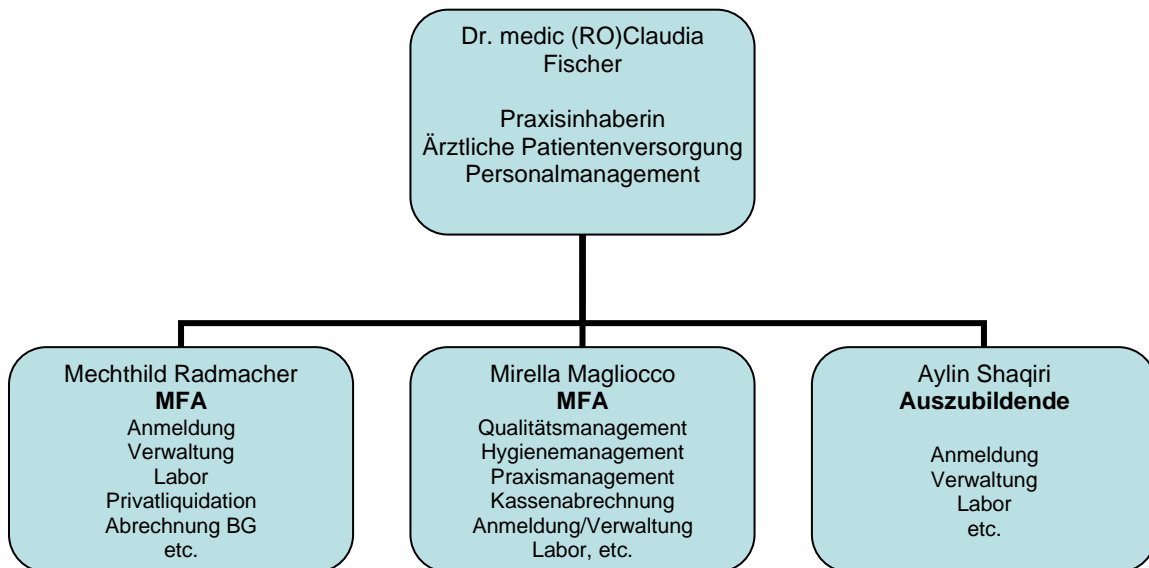 Dr. medic (RO)Claudia
Fischer
Praxisinhaberin
Ärztliche Patientenversorgung
Personalmanagement
Mechthild Radmacher
MFA
Anmeldung
Verwaltung
Labor
Privatliquidation
Abrechnung BG
etc.
Mirella Magliocco
MFA
Qualitätsmanagement
Hygienemanagement
Praxismanagement
Kassenabrechnung
Anmeldung/Verwaltung
Labor, etc.
Aylin Shaqiri
Auszubildende
Anmeldung
Verwaltung
Labor
etc.